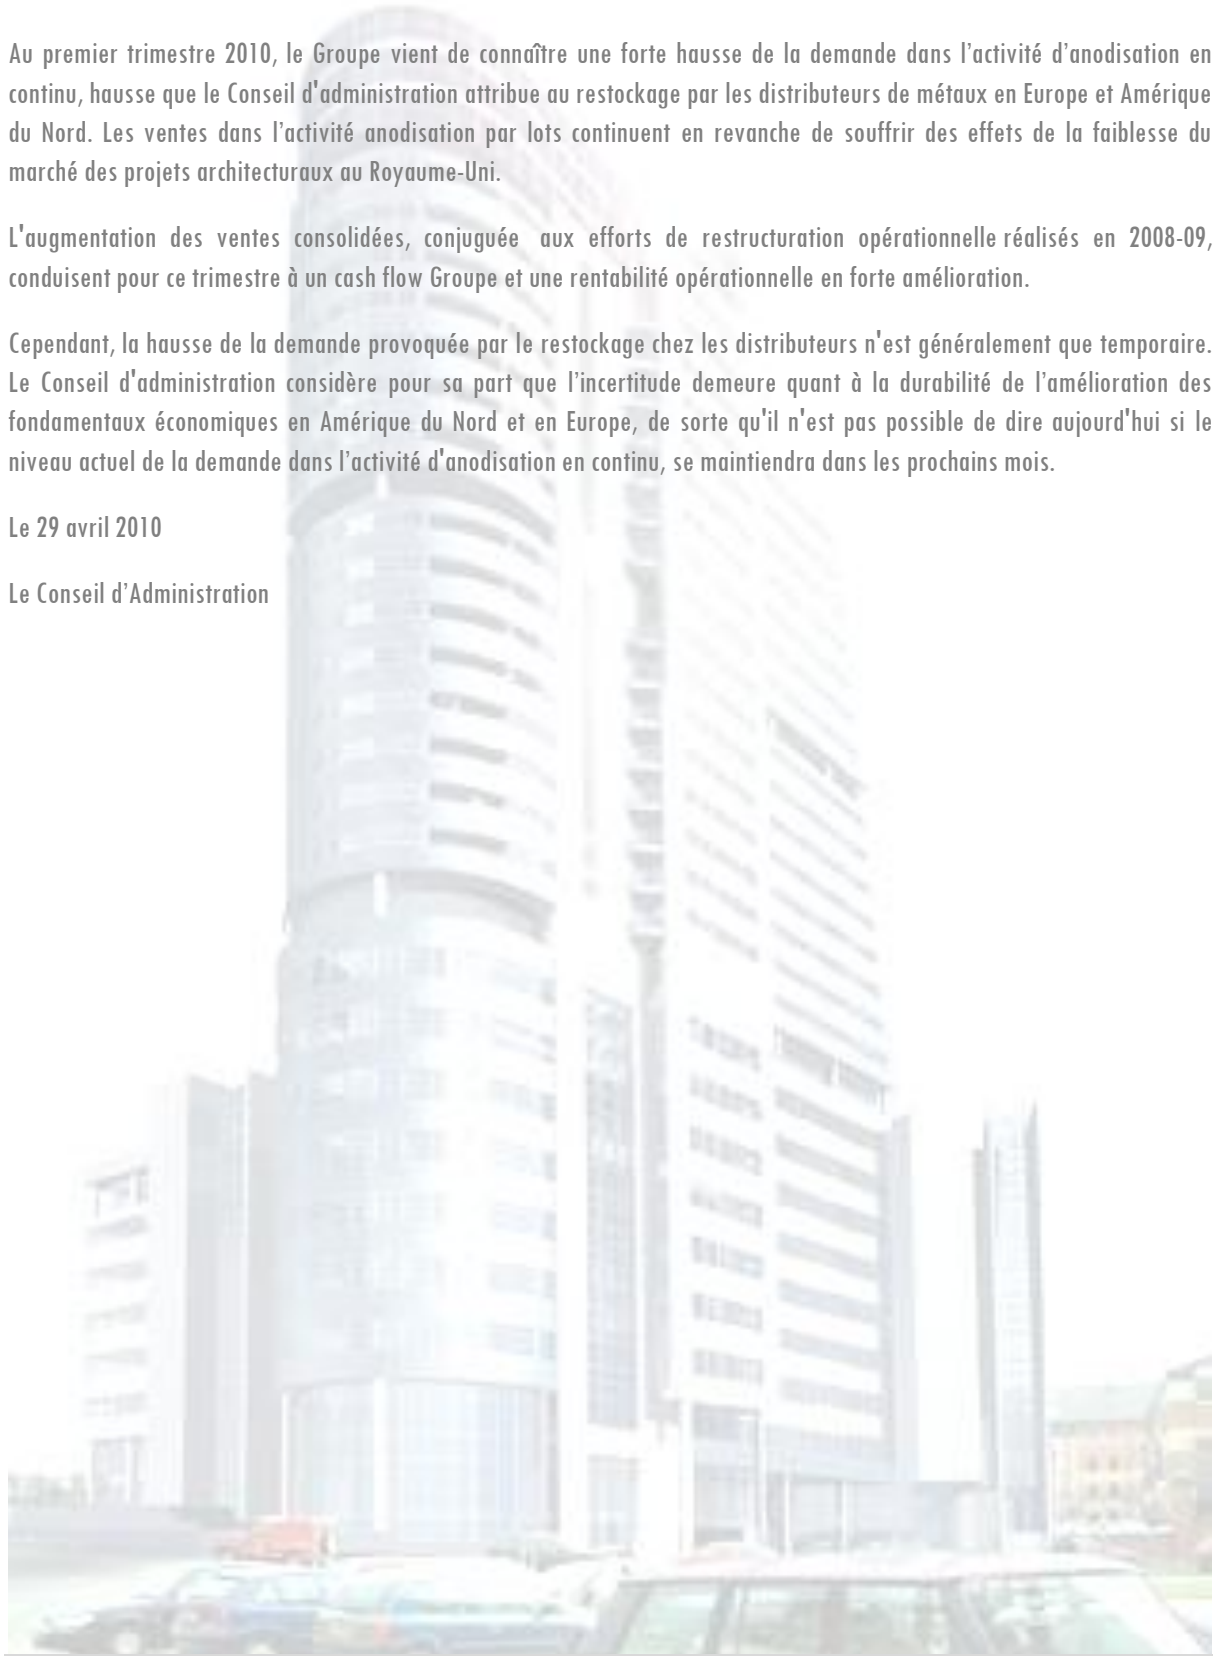 Au premier trimestre 2010, le Groupe vient de connaître une forte hausse de la demande dans l’activité d’anodisation en
continu, hausse que le Conseil d'administration attribue au restockage par les distributeurs de métaux en Europe et Amérique
du Nord. Les ventes dans l’activité anodisation par lots continuent en revanche de souffrir des effets de la faiblesse du
marché des projets architecturaux au Royaume-Uni.
L'augmentation des ventes consolidées, conjuguée aux efforts de restructuration opérationnelle réalisés en 2008-09,
conduisent pour ce trimestre à un cash flow Groupe et une rentabilité opérationnelle en forte amélioration.
Cependant, la hausse de la demande provoquée par le restockage chez les distributeurs n'est généralement que temporaire.
Le Conseil d'administration considère pour sa part que l’incertitude demeure quant à la durabilité de l’amélioration des
fondamentaux économiques en Amérique du Nord et en Europe, de sorte qu'il n'est pas possible de dire aujourd'hui si le
niveau actuel de la demande dans l’activité d'anodisation en continu, se maintiendra dans les prochains mois.
Le 29 avril 2010
Le Conseil d’Administration